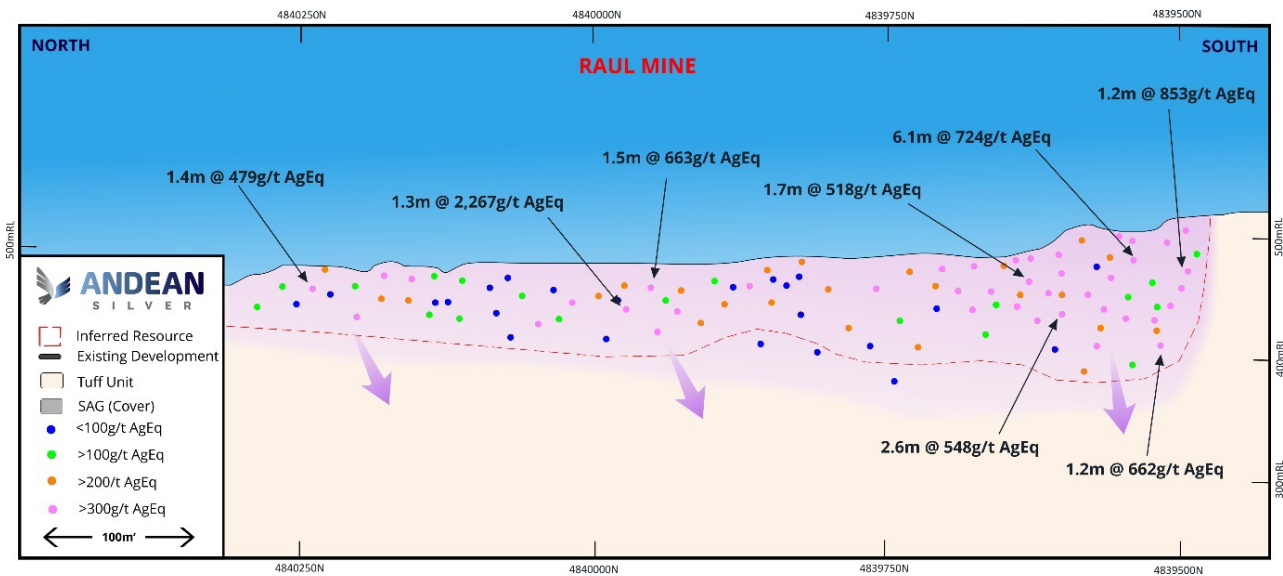 4840250N
4840000N
4839750N
4839500N
NORTH
SOUTH
RAUL MINE
1.2m @ 853g/t AgEq
6.1m @ 724g/t AgEq
1.5m @ 663g/t AgEq
1.4m @ 479g/t AgEq
1.7m @ 518g/t AgEq
1.3m @ 2,267g/t AgEq
500mRL
500mRL
ANDEAN
SILVER
Inferred Resource
Existing Development
Tuff Unit
SAG (Cover)
<100g/t AgEq
>100g/t AgEq
>200/t AgEq
>300g/t AgEq
100m'
400mRL
2.6m @ 548g/t AgEq
1.2m @ 662g/t AgEq
300mRL
4840250N
4840000N
4839750N
4839500N